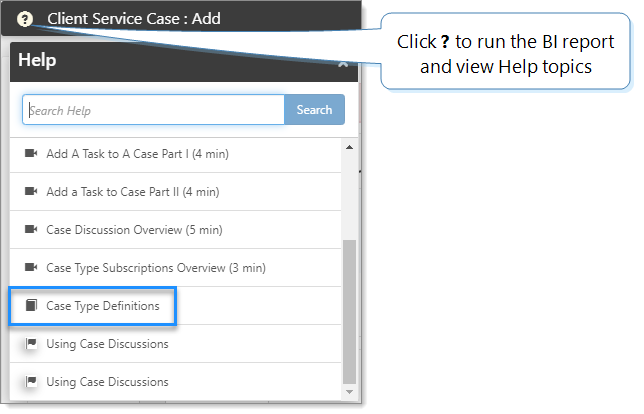 ? Client Service Case : Add
Click ? to run the BI report
and view Help topics
Help
Search Help
Search
Add A Task to A Case Part I (4 min)
Add a Task to Case Part II (4 min)
Case Discussion Overview (5 min)
Case Type Subscriptions Overview (3 min)
Case Type Definitions
Using Case Discussions
Using Case Discussions